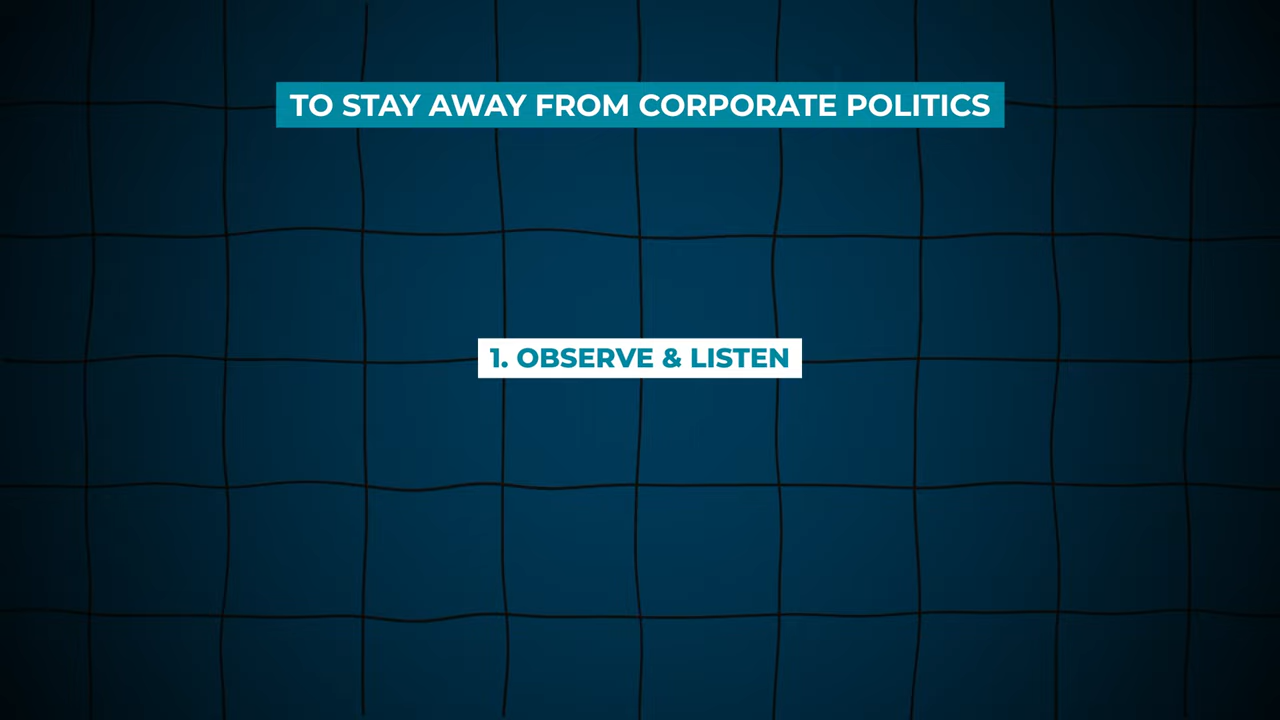 TO STAY AWAY FROM CORPORATE POLITICS
1. OBSERVE & LISTEN